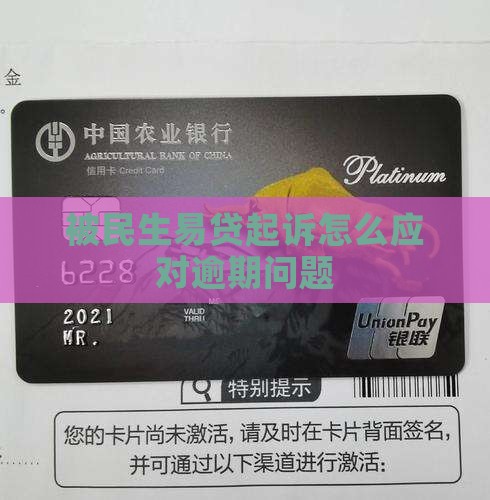 金
中国农业银行
AGRICULTURAL BANK OF CHINA
信用卡 Credit Card
Platinum
被民生易贷起诉怎么应
对逾期问题
6228
2021
VALID
THRU
MR.
UnionPay
银联
特别提示
您的卡片尚未激活，请及时在卡片背面签名，
并可通过以下渠道进行激活：